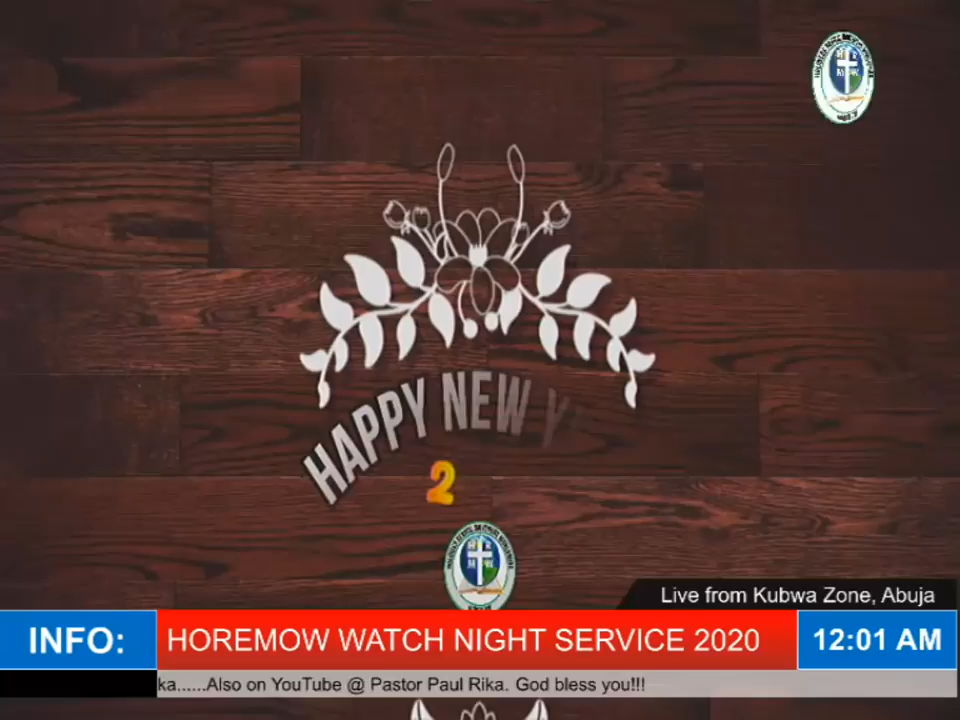 HAPPY NEW Y
2
Live from Kubwa Zone, Abuja
INFO:
HOREMOW WATCH NIGHT SERVICE 2020
12:01 AM
ka......Also on YouTube @ Pastor Paul Rika. God bless you!!!